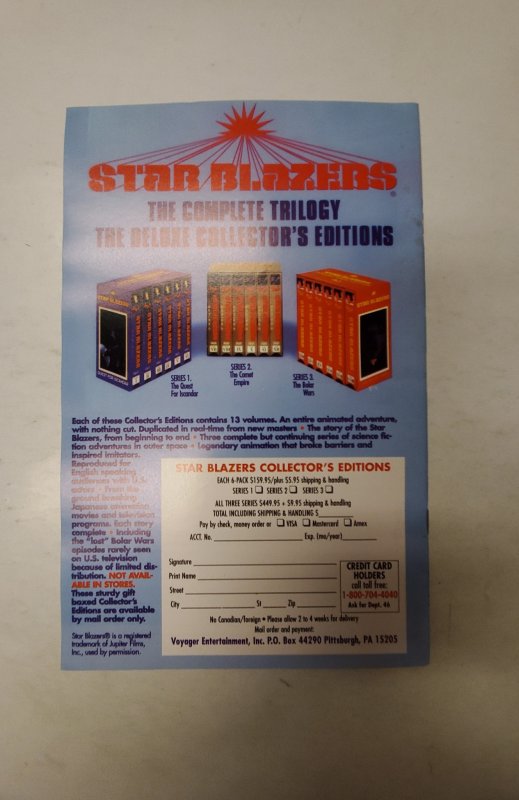 STAR BLAZERS®
THE COMPLETE TRILOGY
THE DELUXE COLLECTOR'S EDITIONS
STAR BLAZERS
STAR BLAZERS
STAR BLAZERS
STAR BLAZERS
STAR BLAZERS
STAR BLAZERS
SERIES 1.
The Quest
For Iscandar
SERIES 2.
The Comet
Empire
SERIES 3.
The Bolar
Wars
Each of these Collector's Editions contains 13 volumes. An entire animated adventure,
with nothing cut. Duplicated in real-time from new masters • The story of the Star
Blazers, from beginning to end • Three complete but continuing series of science fic-
tion adventures in outer space • Legendary animation that broke barriers and
inspired imitators.
Reproduced for
English speaking
audiences with U.S.
actors • From the
ground breaking
Japanese animation
movies and television
programs. Each story
complete • Including
the "lost" Bolar Wars
episodes rarely seen
on U.S. television
because of limited dis-
tribution. NOT AVAIL-
ABLE IN STORES.
These sturdy gift
boxed Collector's
Editions are available
by mail order only.
Star Blazers® is a registered
trademark of Jupiter Films,
Inc., used by permission.
STAR BLAZERS COLLECTOR'S EDITIONS
EACH 6-PACK $159.95/plus $5.95 shipping & handling
SERIES 1 ☐ SERIES 2 ☐ SERIES 3 ☐
ALL THREE SERIES $449.95 + $9.95 shipping & handling
TOTAL INCLUDING SHIPPING & HANDLING $
Pay by check, money order or ☐ VISA ☐ Mastercard ☐ Amex
ACCT. No. Exp. (mo/year)
Signature
Print Name
Street
City St Zip
CREDIT CARD
HOLDERS
call toll free:
1-800-704-4040
Ask for Dept. 46
No Canadian/foreign • Please allow 2 to 4 weeks for delivery
Mail order and payment:
Voyager Entertainment, Inc. P.O. Box 44290 Pittsburgh, PA 15205